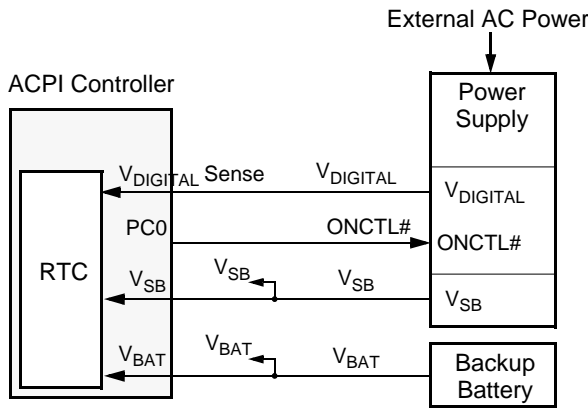 External AC Power
ACPI Controller
Power
Supply
VDIGITAL Sense
VDIGITAL
VDIGITAL
PC0
ONCTL#
ONCTL#
RTC
VSB
VSB
VSB
VSB
VBAT
VBAT
VBAT
Backup
Battery